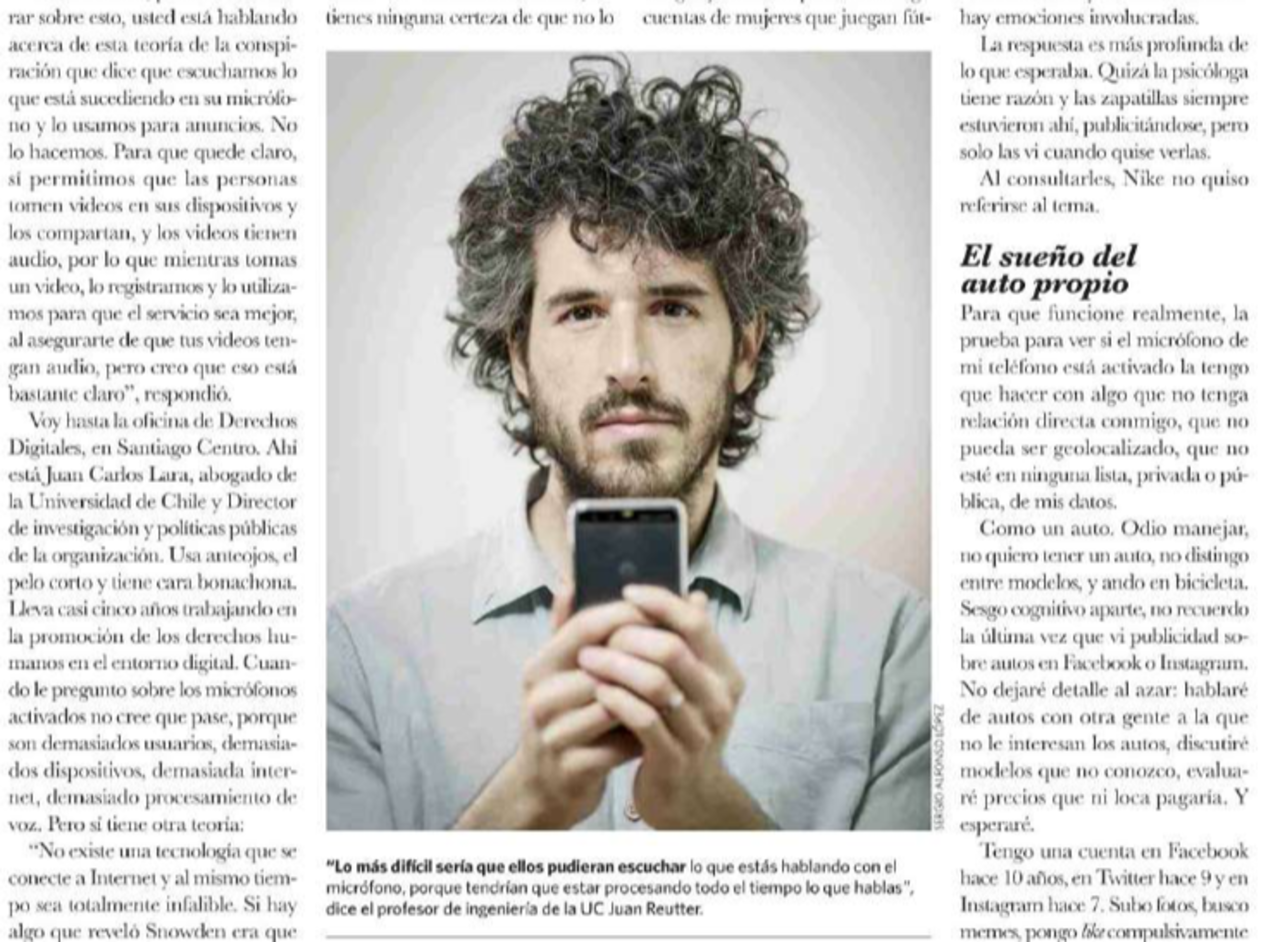 rar sobre esto, usted está hablando
acerca de esta teoría de la conspi-
ración que dice que escuchamos lo
que está sucediendo en su micrófo-
no y lo usamos para anuncios. No
lo hacemos. Para que quede claro,
sí permitimos que las personas
tomen videos en sus dispositivos y
los compartan, y los videos tienen
audio, por lo que mientras tomas
un video, lo registramos y lo utiliza-
mos para que el servicio sea mejor,
al asegurarte de que tus videos ten-
gan audio, pero creo que eso está
bastante claro”, respondió.
Voy hasta la oficina de Derechos
Digitales, en Santiago Centro. Ahí
está Juan Carlos Lara, abogado de
la Universidad de Chile y Director
de investigación y políticas públicas
de la organización. Usa anteojos, el
pelo corto y tiene cara bonachona.
Lleva casi cinco años trabajando en
la promoción de los derechos hu-
manos en el entorno digital. Cuan-
do le pregunto sobre los micrófonos
activados no cree que pase, porque
son demasiados usuarios, demasia-
dos dispositivos, demasiada inter-
net, demasiado procesamiento de
voz. Pero sí tiene otra teoría:
“No existe una tecnología que se
conecte a Internet y al mismo tiem-
po sea totalmente infalible. Si hay
algo que reveló Snowden era que
tienes ninguna certeza de que no lo
cuentas de mujeres que juegan fút-
SERGIO ALFONSO LÓPEZ
“Lo más difícil sería que ellos pudieran escuchar lo que estás hablando con el
micrófono, porque tendrían que estar procesando todo el tiempo lo que hablas”,
dice el profesor de ingeniería de la UC Juan Reutter.
hay emociones involucradas.
La respuesta es más profunda de
lo que esperaba. Quizá la psicóloga
tiene razón y las zapatillas siempre
estuvieron ahí, publicitándose, pero
solo las vi cuando quise verlas.
Al consultarles, Nike no quiso
referirse al tema.
El sueño del
auto propio
Para que funcione realmente, la
prueba para ver si el micrófono de
mi teléfono está activado la tengo
que hacer con algo que no tenga
relación directa conmigo, que no
pueda ser geolocalizado, que no
esté en ninguna lista, privada o pú-
blica, de mis datos.
Como un auto. Odio manejar,
no quiero tener un auto, no distingo
entre modelos, y ando en bicicleta.
Sesgo cognitivo aparte, no recuerdo
la última vez que vi publicidad so-
bre autos en Facebook o Instagram.
No dejaré detalle al azar: hablaré
de autos con otra gente a la que
no le interesan los autos, discutiré
modelos que no conozco, evalua-
ré precios que ni loca pagaría. Y
esperaré.
Tengo una cuenta en Facebook
hace 10 años, en Twitter hace 9 y en
Instagram hace 7. Subo fotos, busco
memes, pongo like compulsivamente